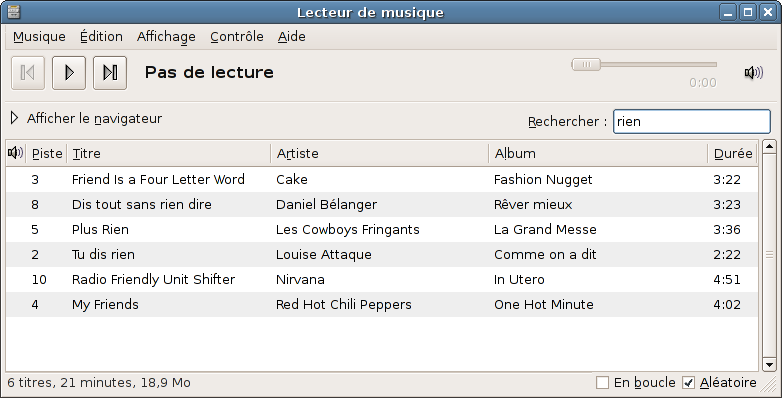 Lecteur de musique
Musique Édition Affichage Contrôle Aide
Pas de lecture
0:00
Afficher le navigateur Rechercher : rien
Piste Titre Artiste Album Durée
3 Friend Is a Four Letter Word Cake Fashion Nugget 3:22
8 Dis tout sans rien dire Daniel Bélanger Rêver mieux 3:23
5 Plus Rien Les Cowboys Fringants La Grand Messe 3:36
2 Tu dis rien Louise Attaque Comme on a dit 2:22
10 Radio Friendly Unit Shifter Nirvana In Utero 4:51
4 My Friends Red Hot Chili Peppers One Hot Minute 4:02
6 titres, 21 minutes, 18,9 Mo En boucle Aléatoire